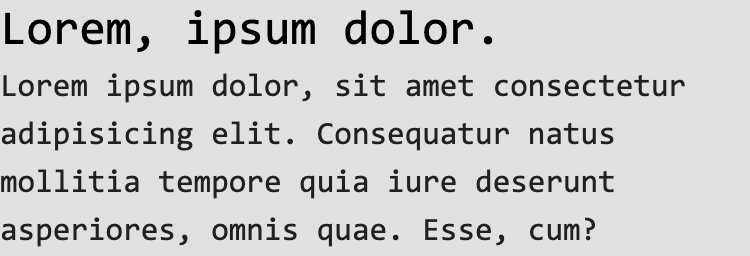 Lorem, ipsum dolor.
Lorem ipsum dolor, sit amet consectetur
adipisicing elit. Consequatur natus
mollitia tempore quia iure deserunt
asperiores, omnis quae. Esse, cum?